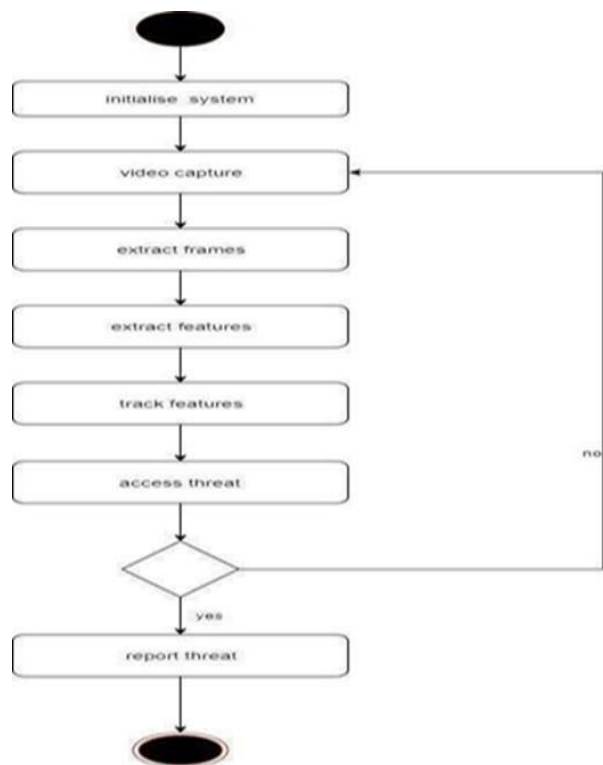 initialise system
video capture
extract frames
extract features
track features
access threat
no
yes
report threat